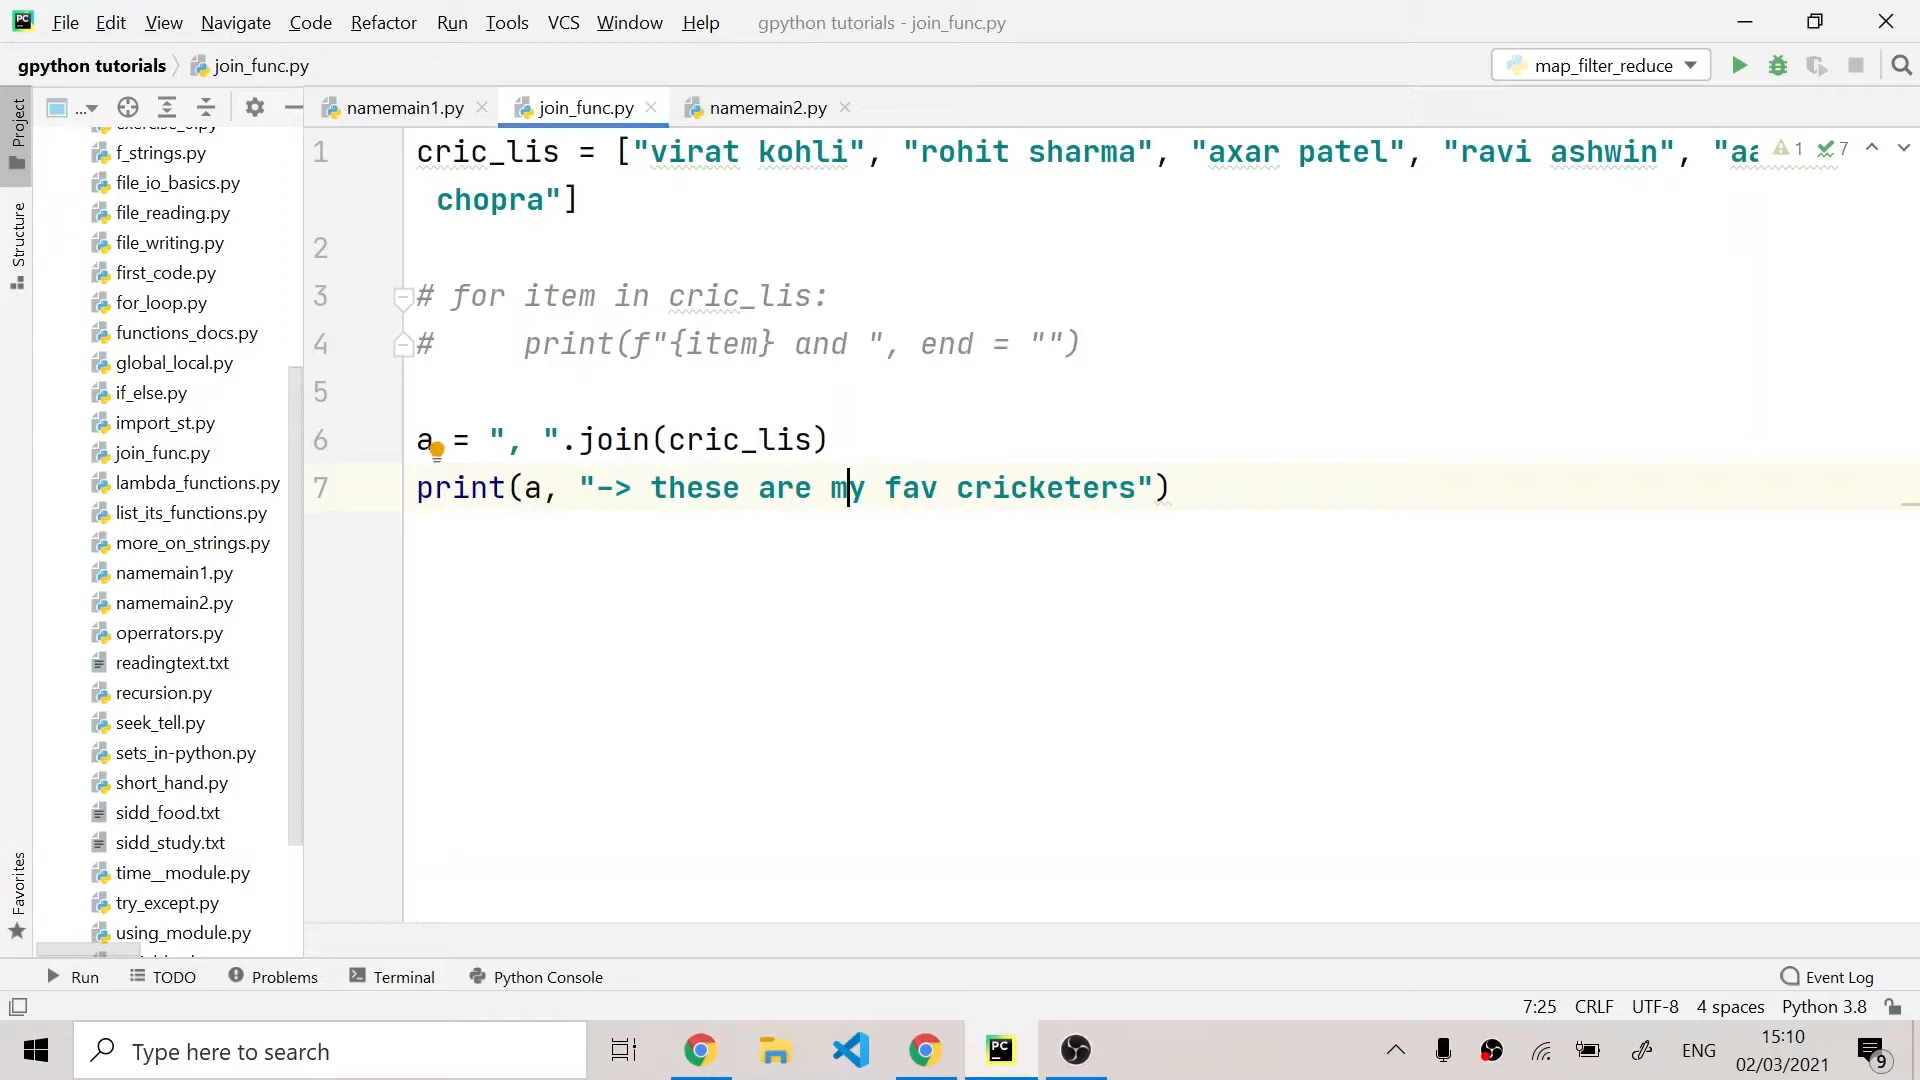 File Edit View Navigate Code Refactor Run Tools VCS Window Help gpython tutorials - join_func.py
gpython tutorials join_func.py map_filter_reduce
... namemain1.py join_func.py namemain2.py
Project
Structure
Favorites
f_strings.py
file_io_basics.py
file_reading.py
file_writing.py
first_code.py
for_loop.py
functions_docs.py
global_local.py
if_else.py
import_st.py
join_func.py
lambda_functions.py
list_its_functions.py
more_on_strings.py
namemain1.py
namemain2.py
operrators.py
readingtext.txt
recursion.py
seek_tell.py
sets_in-python.py
short_hand.py
sidd_food.txt
sidd_study.txt
time__module.py
try_except.py
using_module.py
1 cric_lis = ["virat kohli", "rohit sharma", "axar patel", "ravi ashwin", "aa 1 7
chopra"]
2
3 # for item in cric_lis:
4 #     print(f"{item} and ", end = "")
5
6 a = ", ".join(cric_lis)
7 print(a, "-> these are my fav cricketers")
Run TODO Problems Terminal Python Console Event Log
7:25 CRLF UTF-8 4 spaces Python 3.8
Type here to search
PC
ENG
15:10
02/03/2021
9